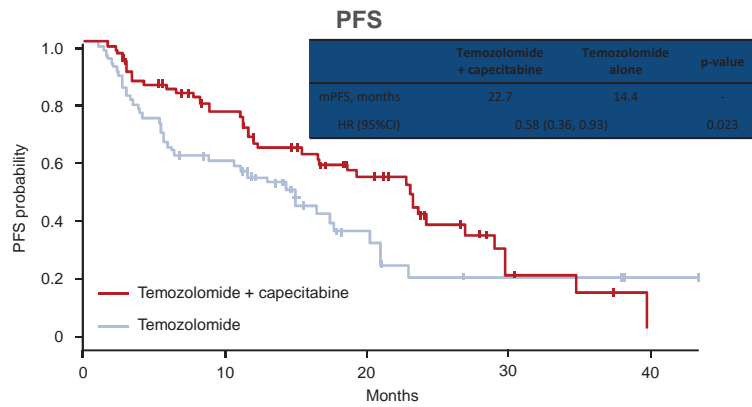 PFS
Temozolomide + capecitabine
Temozolomide alone
p-value
mPFS, months 22.7 14.4 -
HR (95%CI) 0.58 (0.36, 0.93) 0.023
PFS probability
1.0
0.8
0.6
0.4
0.2
0
Temozolomide + capecitabine
Temozolomide
0 10 20 30 40
Months